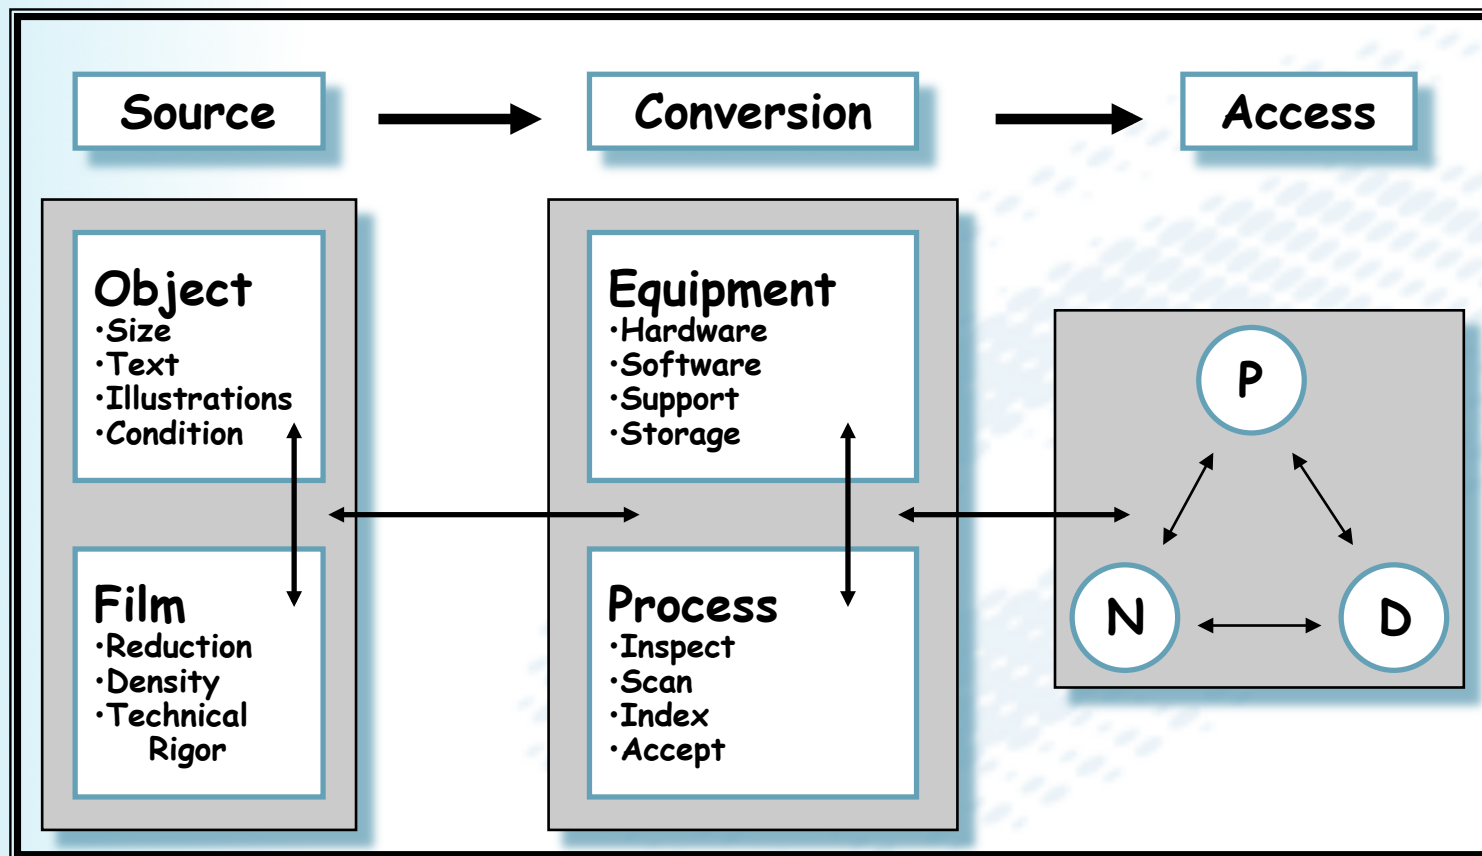 Source
Conversion
Access
Object
•Size
•Text
•Illustrations
•Condition
Film
•Reduction
•Density
•Technical
Rigor
Equipment
•Hardware
•Software
•Support
•Storage
Process
•Inspect
•Scan
•Index
•Accept
P
N
D